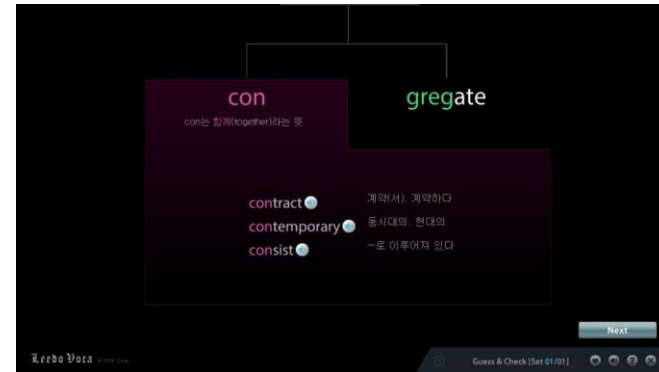 con
gregate
con는 함께(together)라는 뜻
contract 계약(서), 계약하다
contemporary 동시대의, 현대의
consist ~로 이루어져 있다
Next
Leedo Voca
Guess & Check [Set 01/01]